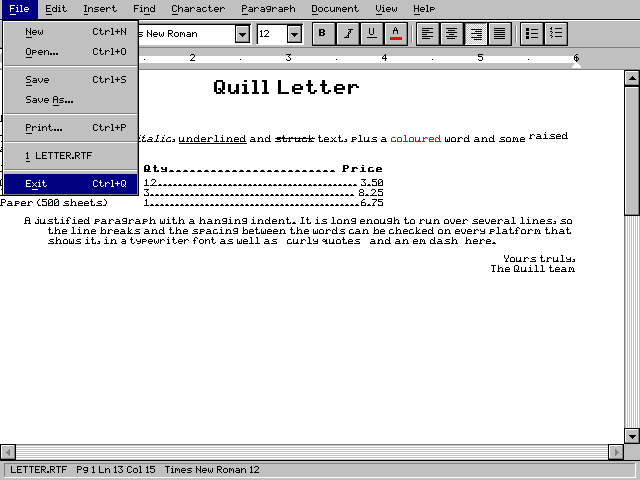 File Edit Insert Find Character Paragraph Document View Help
New Ctrl+N
Open... Ctrl+O
Save Ctrl+S
Save As...
Print... Ctrl+P
1 LETTER.RTF
Exit Ctrl+Q
s New Roman 12 B I U A
2 3 4 5 6
Quill Letter
italic, underlined and struck text, plus a coloured word and some raised
Qty........................ Price
12........................ 3.50
3........................ 8.25
Paper (500 sheets) 1........................ 6.75
A justified paragraph with a hanging indent. It is long enough to run over several lines, so
the line breaks and the spacing between the words can be checked on every platform that
shows it, in a typewriter font as well as curly quotes and an em dash here.
Yours truly,
The Quill team
LETTER.RTF Pg 1 Ln 13 Col 15 Times New Roman 12